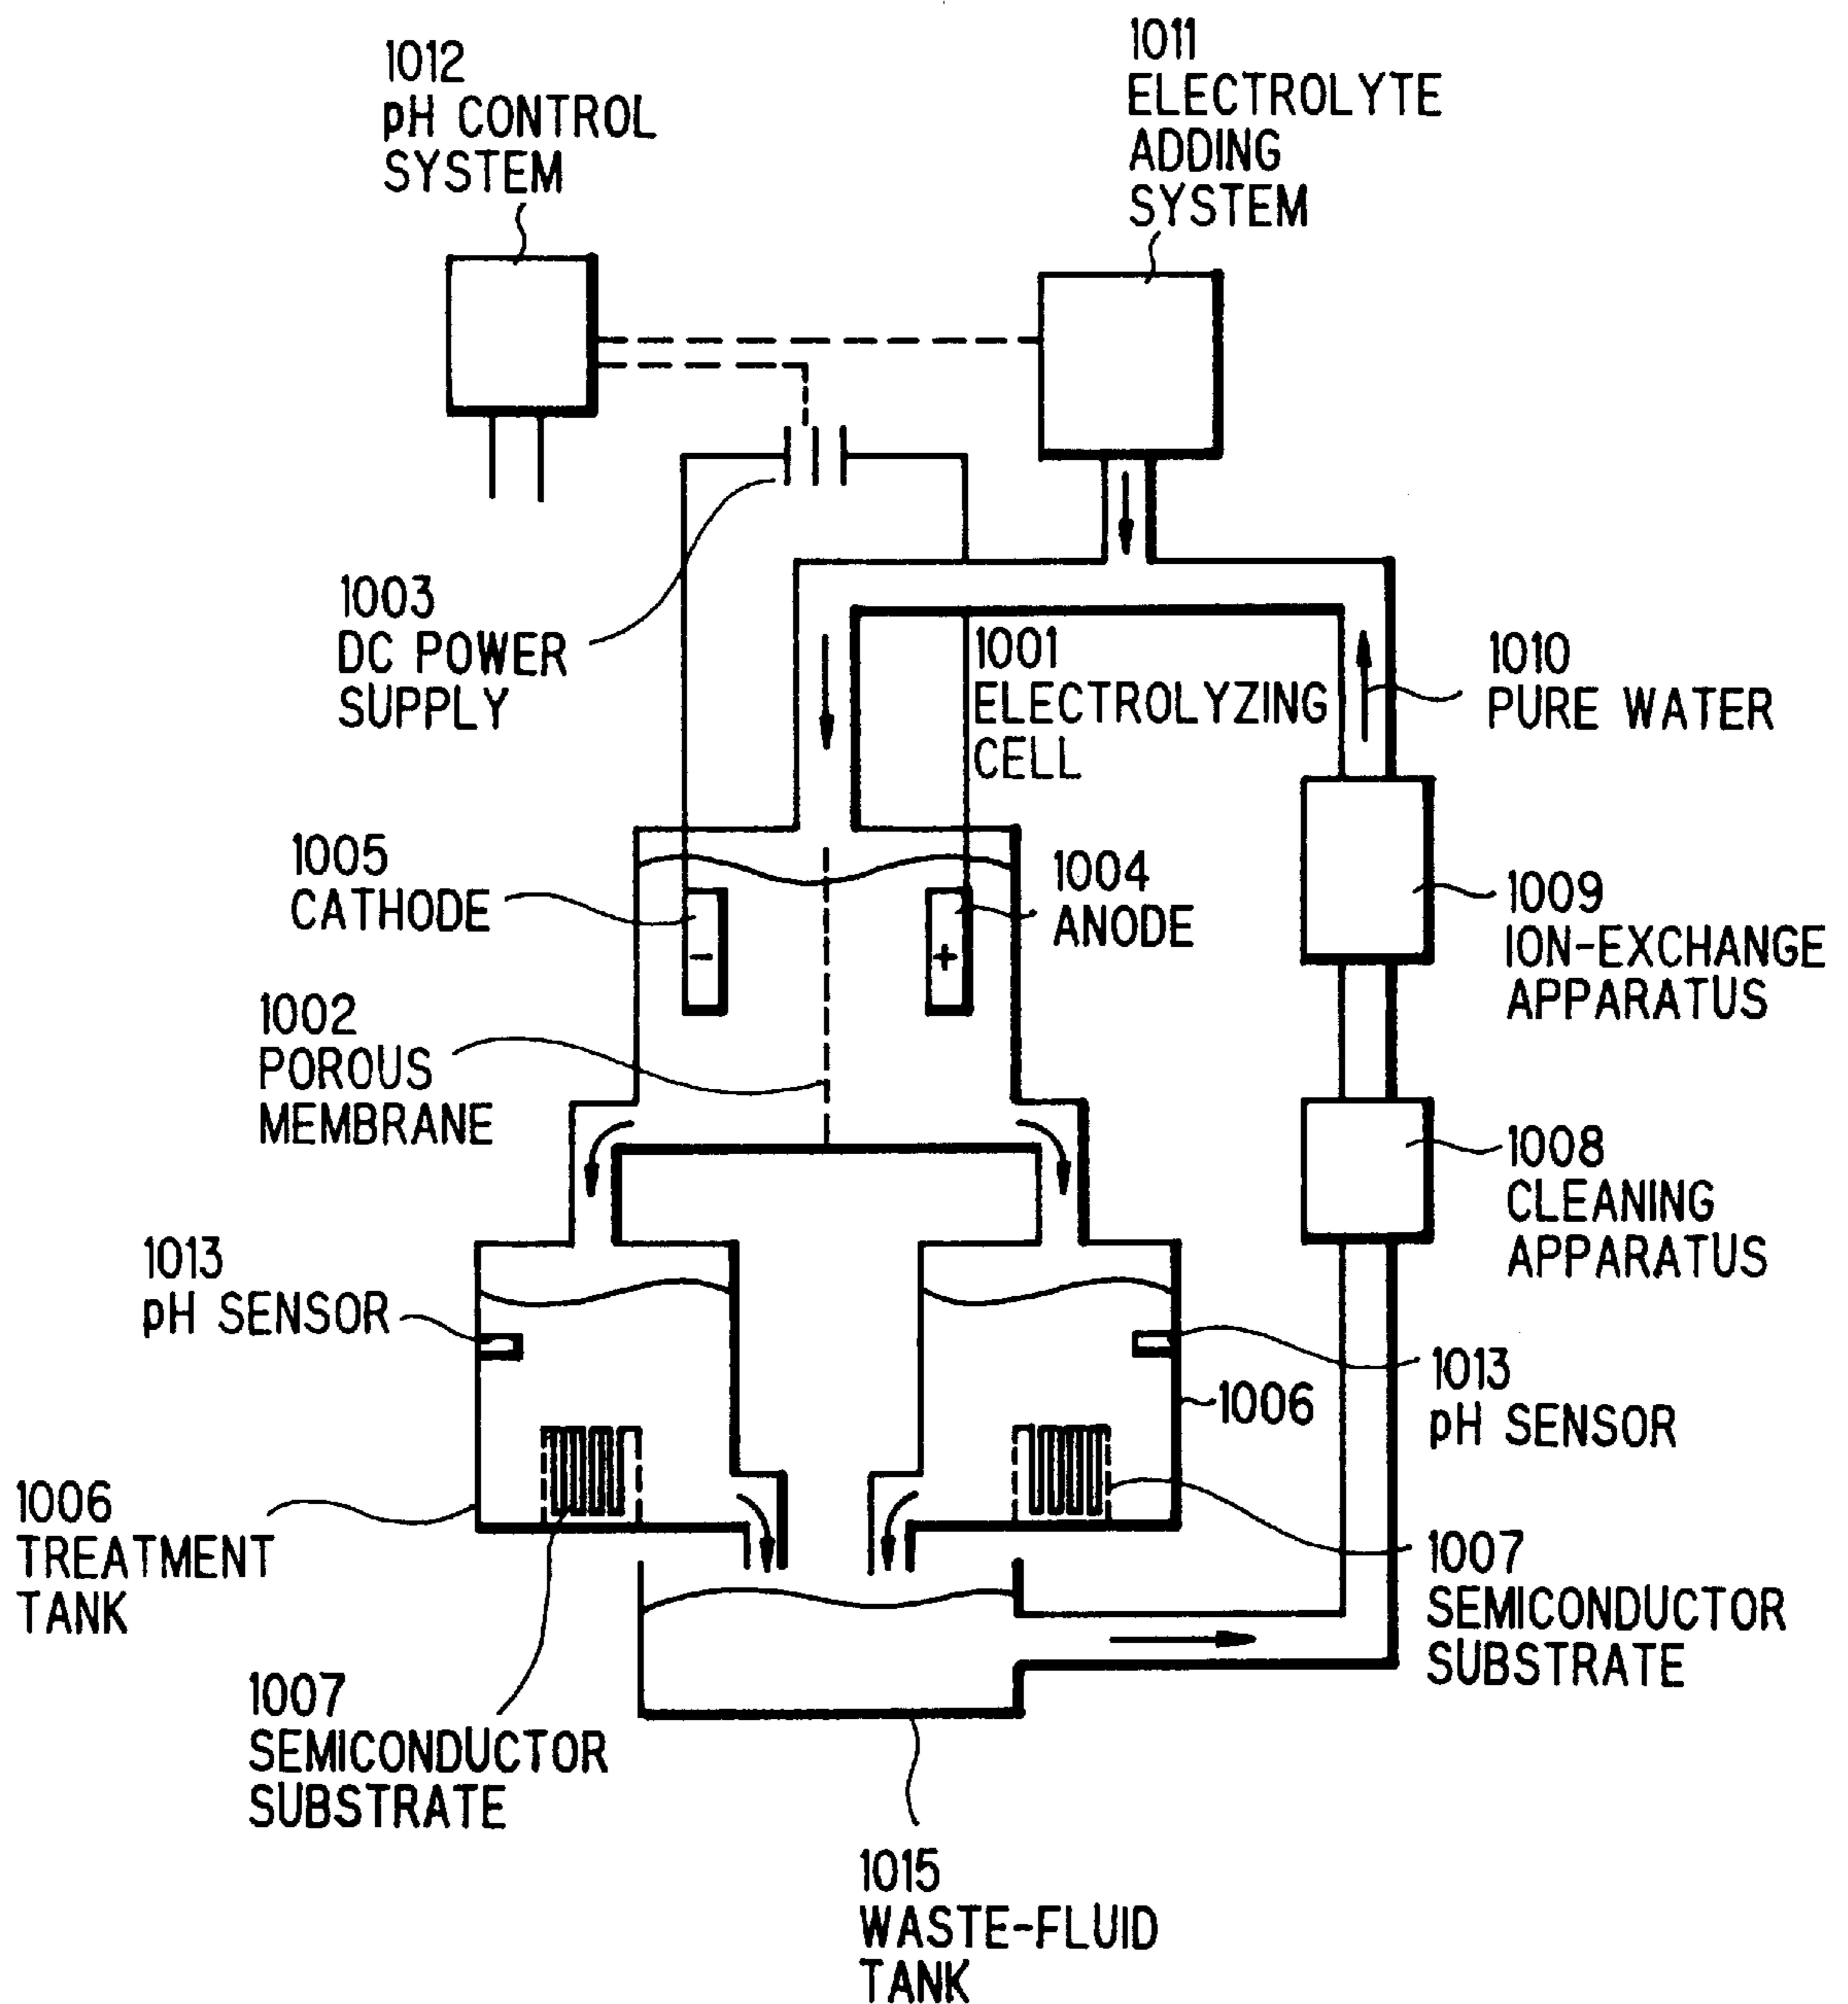 1012
pH CONTROL
SYSTEM
1011
ELECTROLYTE
ADDING
SYSTEM
1003
DC POWER
SUPPLY
1001
ELECTROLYZING
CELL
1010
PURE WATER
1005
CATHODE
-
+
1004
ANODE
1009
ION-EXCHANGE
APPARATUS
1002
POROUS
MEMBRANE
1008
CLEANING
APPARATUS
1013
pH SENSOR
1013
pH SENSOR
1006
1006
TREATMENT
TANK
1007
SEMICONDUCTOR
SUBSTRATE
1007
SEMICONDUCTOR
SUBSTRATE
1015
WASTE-FLUID
TANK